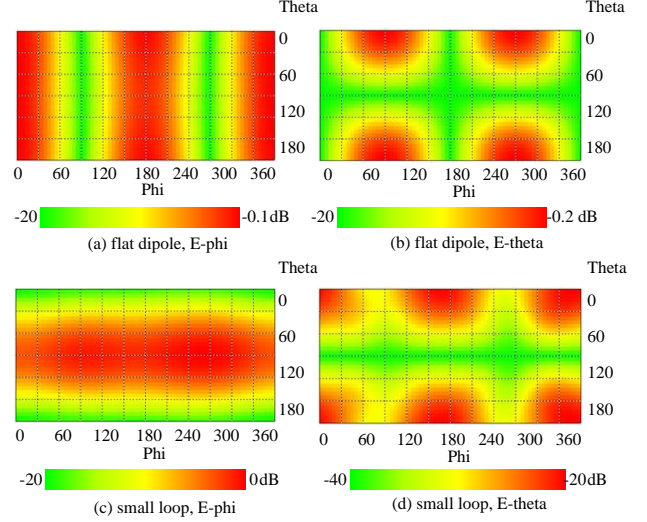 Theta
Theta
0
60
120
180
0
60
120
180
0 60 120 180 240 300 360
Phi
0 60 120 180 240 300 360
Phi
-20 -0.1dB
-20 -0.2 dB
(a) flat dipole, E-phi
(b) flat dipole, E-theta
Theta
Theta
0
60
120
180
0
60
120
180
0 60 120 180 240 300 360
Phi
0 60 120 180 240 300 360
Phi
-20 0dB
-40 -20dB
(c) small loop, E-phi
(d) small loop, E-theta